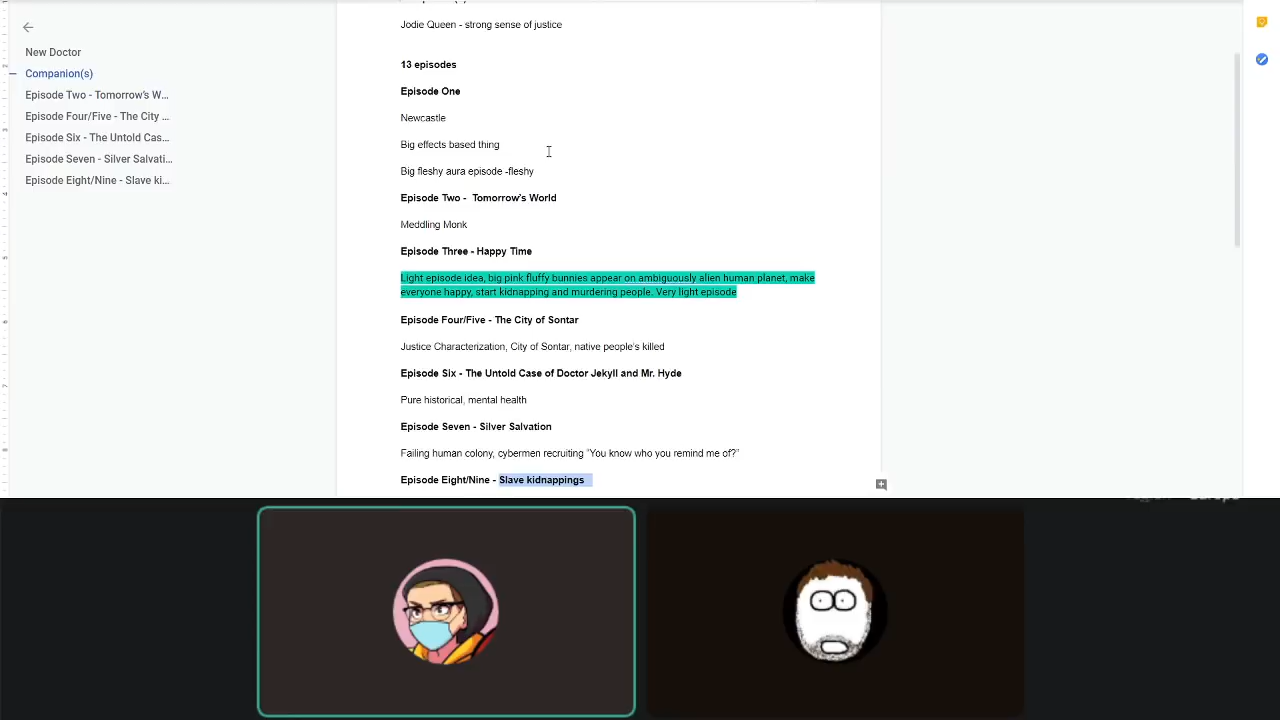 Jodie Queen - strong sense of justice
New Doctor
13 episodes
Companion(s)
Episode One
Episode Two - Tomorrow's W...
Episode Four/Five - The City ...
Newcastle
Episode Six - The Untold Cas...
Big effects based thing
Episode Seven - Silver Salvati...
Big fleshy aura episode -fleshy
Episode Eight/Nine - Slave ki...
Episode Two -  Tomorrow's World
Meddling Monk
Episode Three - Happy Time
Light episode idea, big pink fluffy bunnies appear on ambiguously alien human planet, make
everyone happy, start kidnapping and murdering people. Very light episode
Episode Four/Five - The City of Sontar
Justice Characterization, City of Sontar, native people's killed
Episode Six - The Untold Case of Doctor Jekyll and Mr. Hyde
Pure historical, mental health
Episode Seven - Silver Salvation
Failing human colony, cybermen recruiting "You know who you remind me of?"
Episode Eight/Nine - Slave kidnappings